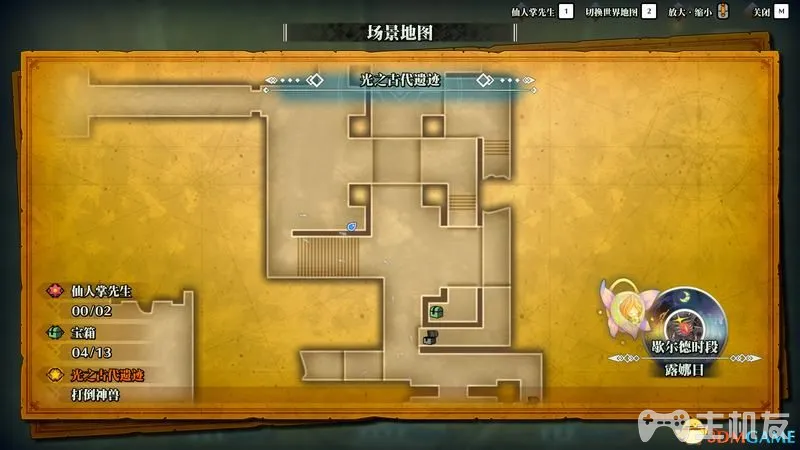 仙人掌先生 1 切换世界地图 2 放大·缩小 关闭 M
场景地图
光之古代遗迹
仙人掌先生
00/02
宝箱
04/13
光之古代遗迹
打倒神兽
歇尔德时段
露娜日
主机友
3DMGAME